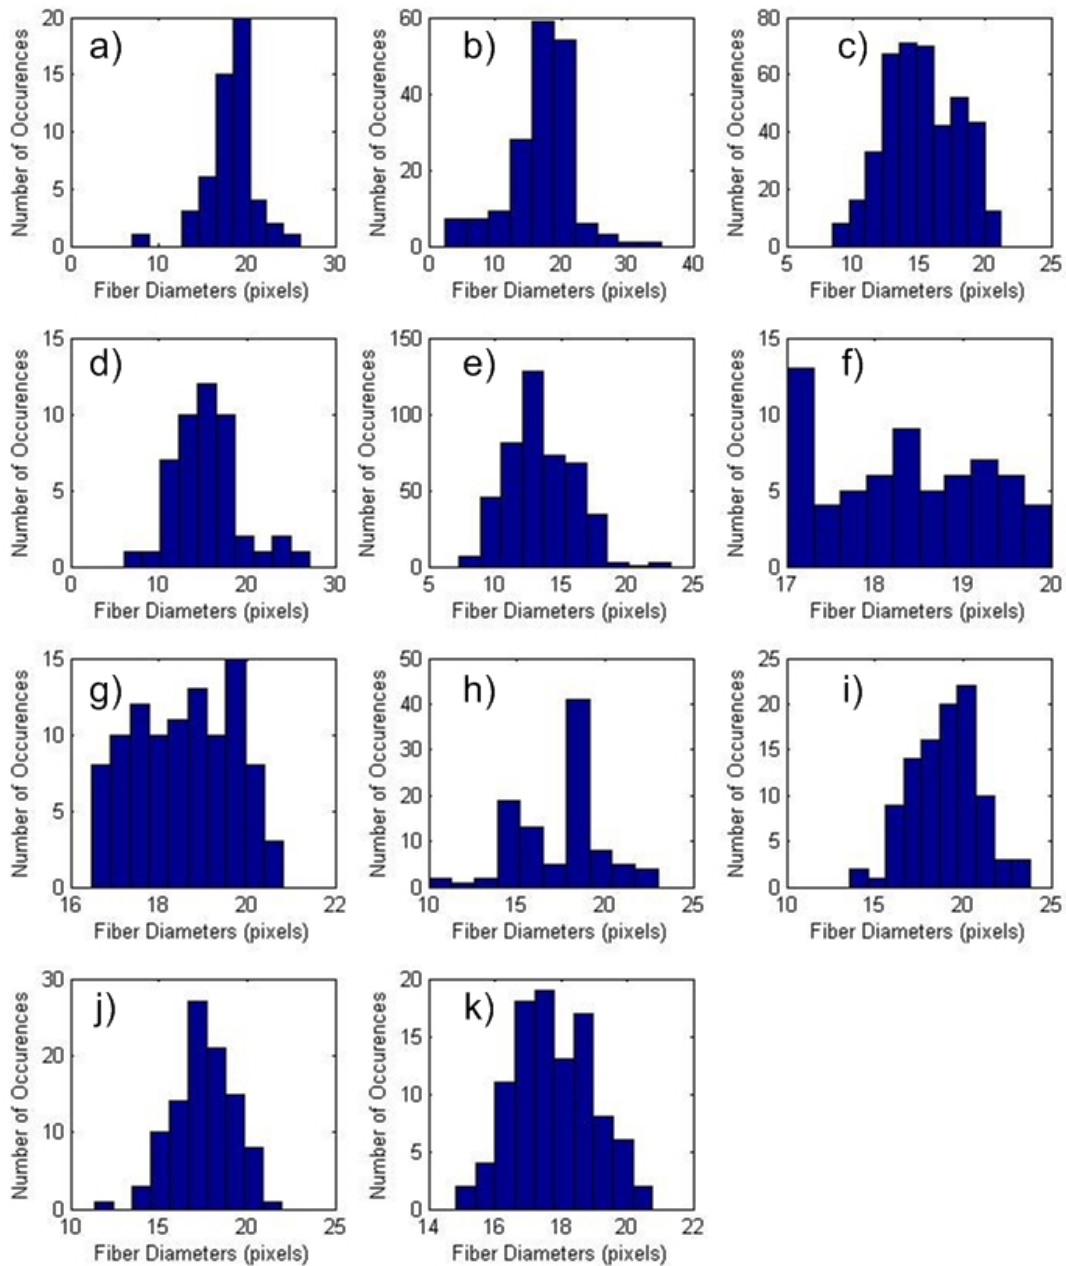 a)
20
15
10
5
0
Number of Occurences
0 10 20 30
Fiber Diameters (pixels)
b)
60
40
20
0
Number of Occurences
0 10 20 30 40
Fiber Diameters (pixels)
c)
80
60
40
20
0
Number of Occurences
5 10 15 20 25
Fiber Diameters (pixels)
d)
15
10
5
0
Number of Occurences
0 10 20 30
Fiber Diameters (pixels)
e)
150
100
50
0
Number of Occurences
5 10 15 20 25
Fiber Diameters (pixels)
f)
15
10
5
0
Number of Occurences
17 18 19 20
Fiber Diameters (pixels)
g)
15
10
5
0
Number of Occurences
16 18 20 22
Fiber Diameters (pixels)
h)
50
40
30
20
10
0
Number of Occurences
10 15 20 25
Fiber Diameters (pixels)
i)
25
20
15
10
5
0
Number of Occurences
10 15 20 25
Fiber Diameters (pixels)
j)
30
20
10
0
Number of Occurences
10 15 20 25
Fiber Diameters (pixels)
k)
20
15
10
5
0
Number of Occurences
14 16 18 20 22
Fiber Diameters (pixels)